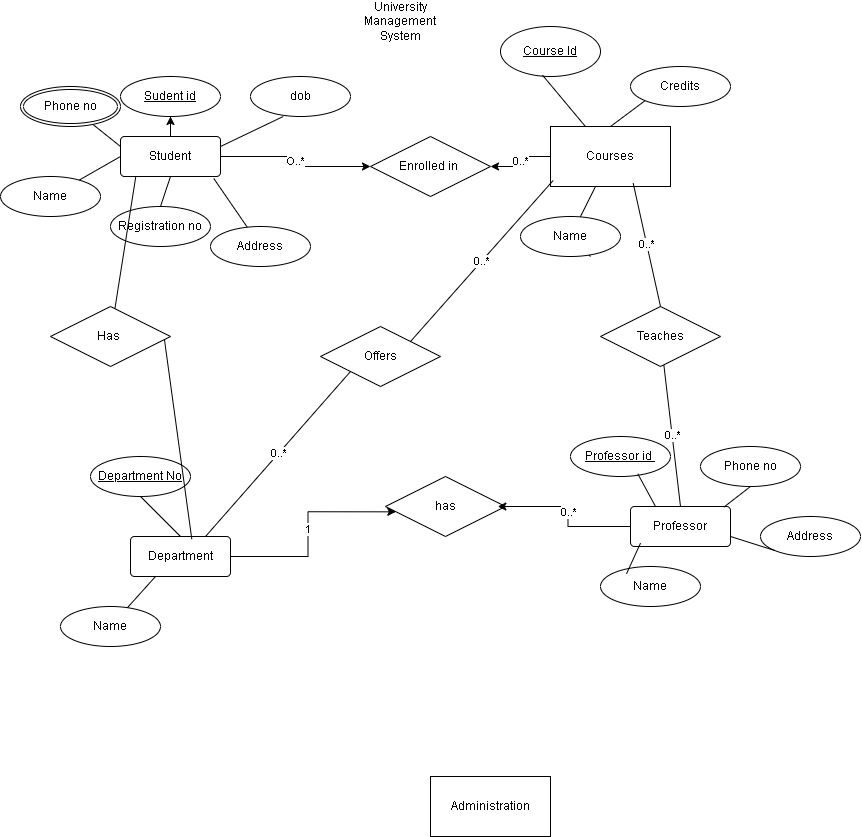 University
Management
System
Course Id
Credits
Phone no
Sudent id
dob
Student
O..*
Enrolled in
0..*
Courses
Name
Registration no
Address
Name
0..*
0..*
Has
Offers
Teaches
0..*
0..*
Department No
Professor id
Phone no
has
1
0..*
Department
Professor
Address
Name
Name
Administration